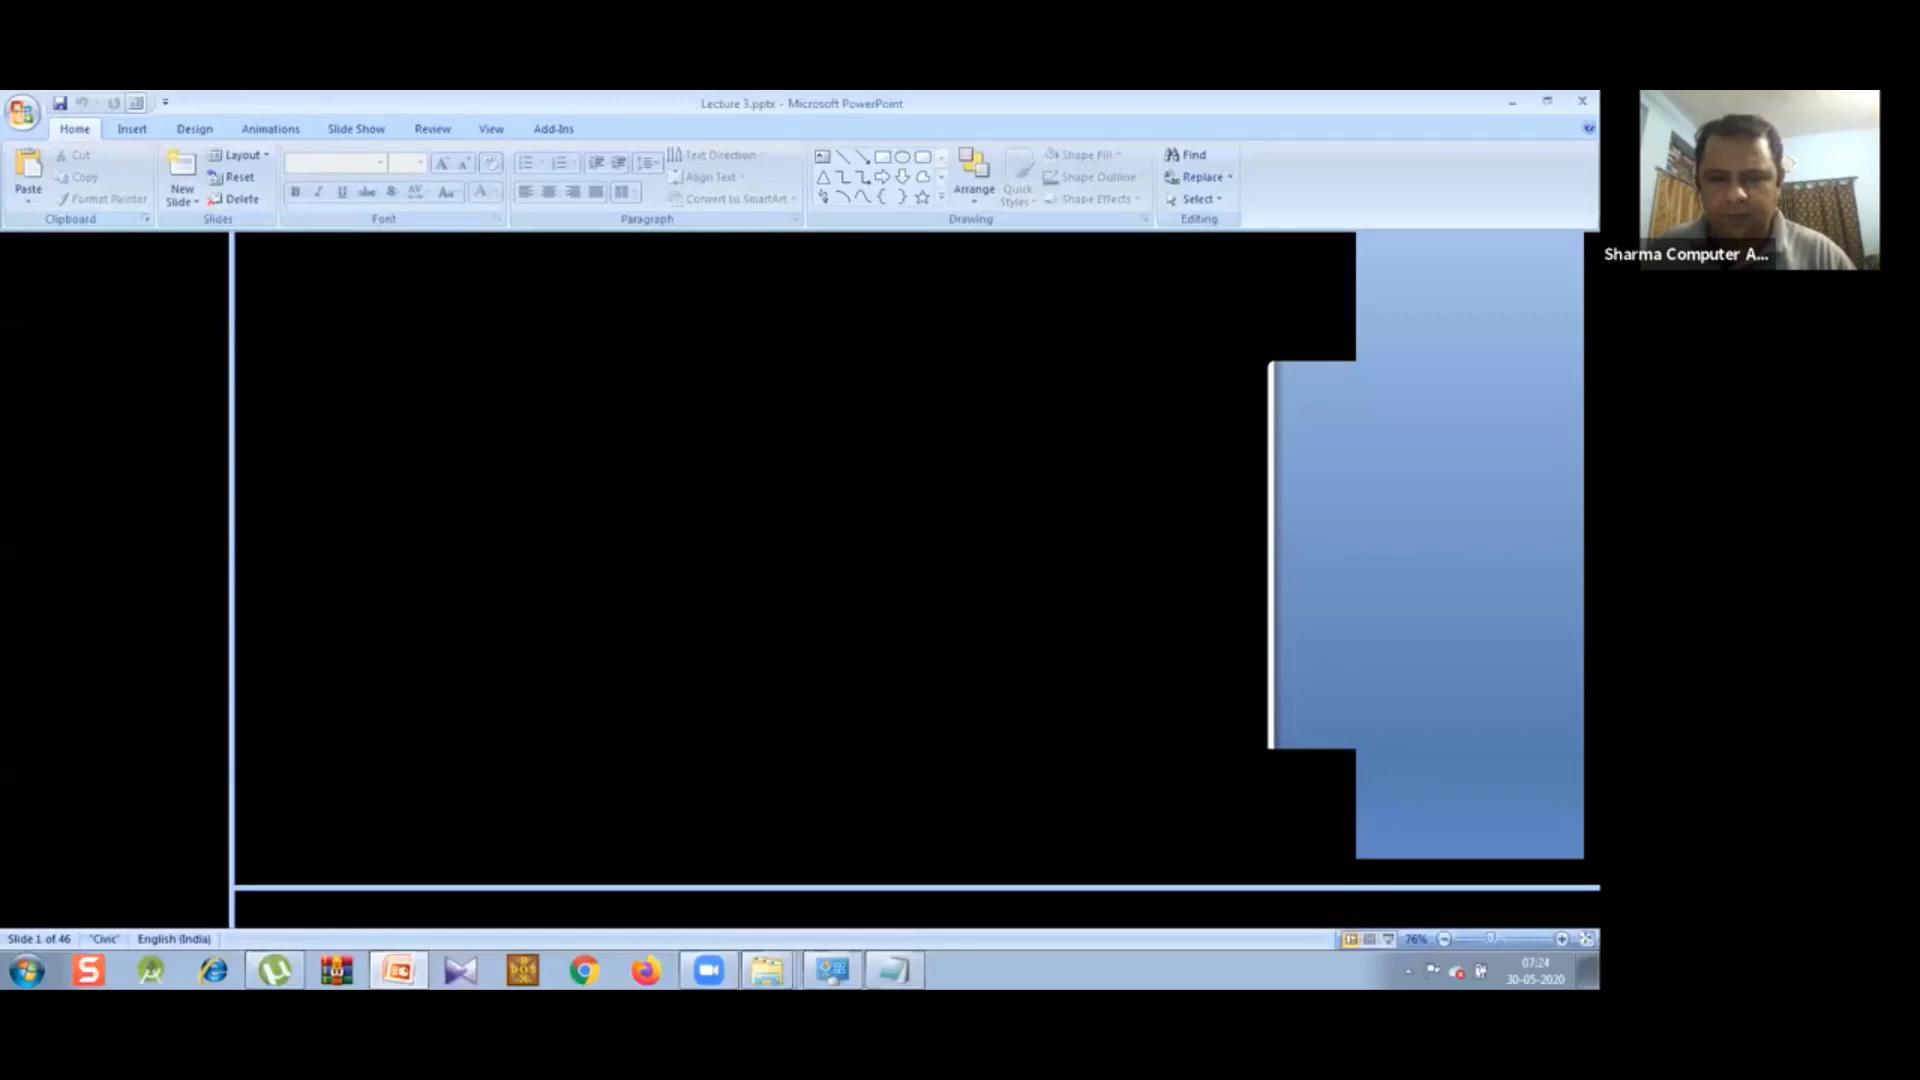 Lecture 3.pptx - Microsoft PowerPoint
Home Insert Design Animations Slide Show Review View Add-Ins
Paste
Cut
Copy
Format Painter
Clipboard
New Slide
Layout
Reset
Delete
Slides
Font
Text Direction
Align Text
Convert to SmartArt
Paragraph
Arrange
Quick Styles
Shape Fill
Shape Outline
Shape Effects
Drawing
Find
Replace
Select
Editing
Sharma Computer A...
Slide 1 of 46 "Civic" English (India)
76%
07:24
30-05-2020